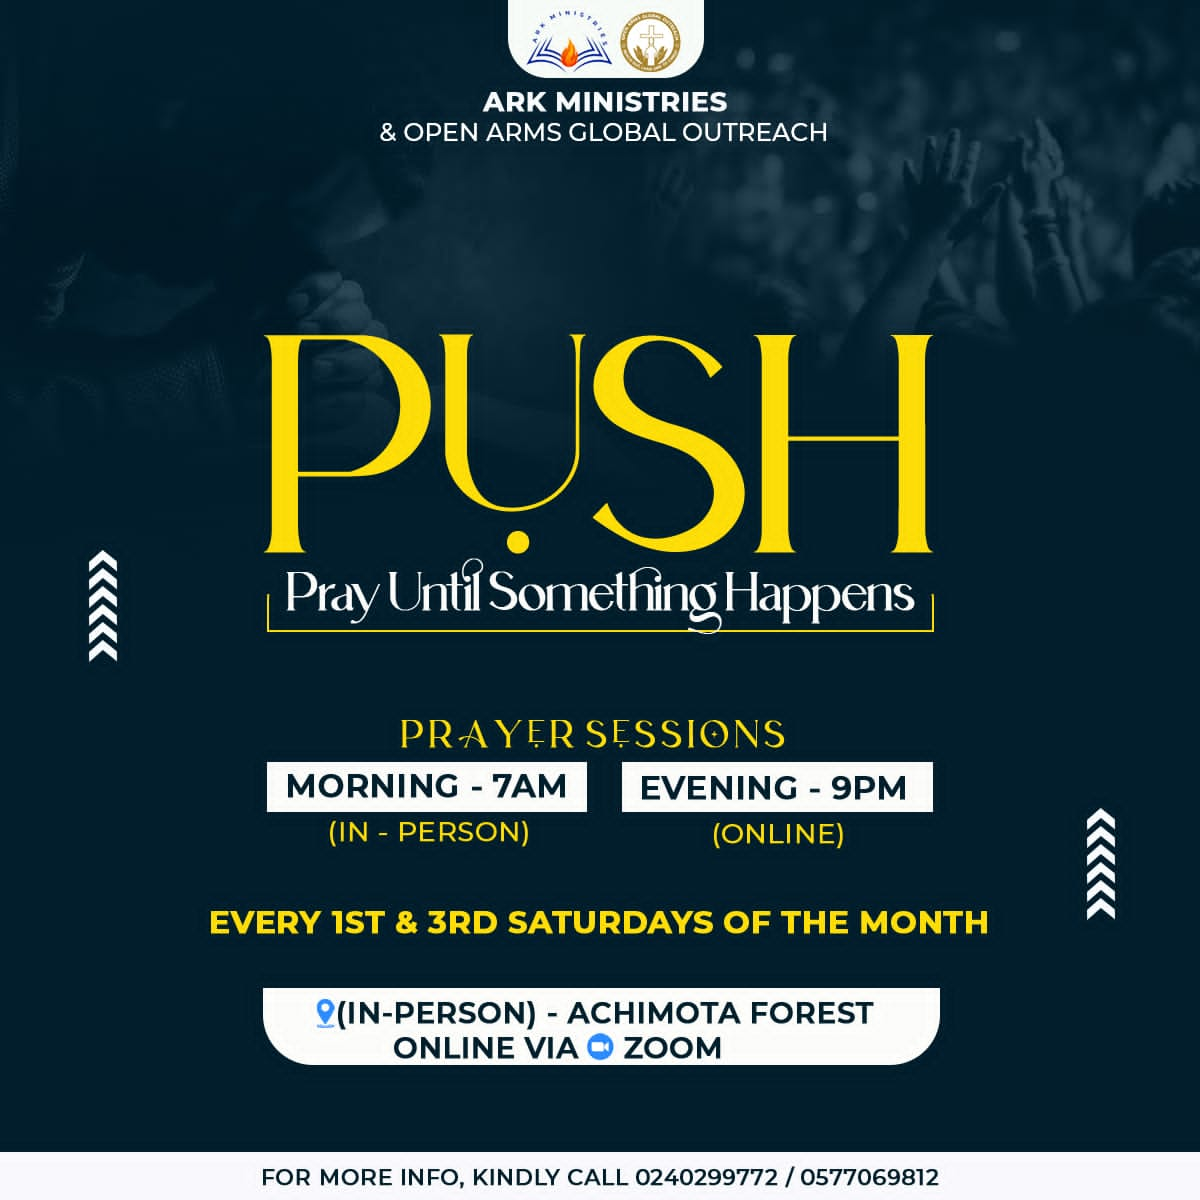 ARK MINISTRIES
ARK MINISTRIES
& OPEN ARMS GLOBAL OUTREACH
PUSH
Pray Until Something Happens
PRAYER SESSIONS
MORNING - 7AM
(IN - PERSON)
EVENING - 9PM
(ONLINE)
EVERY 1ST & 3RD SATURDAYS OF THE MONTH
(IN-PERSON) - ACHIMOTA FOREST
ONLINE VIA ZOOM
FOR MORE INFO, KINDLY CALL 0240299772 / 0577069812